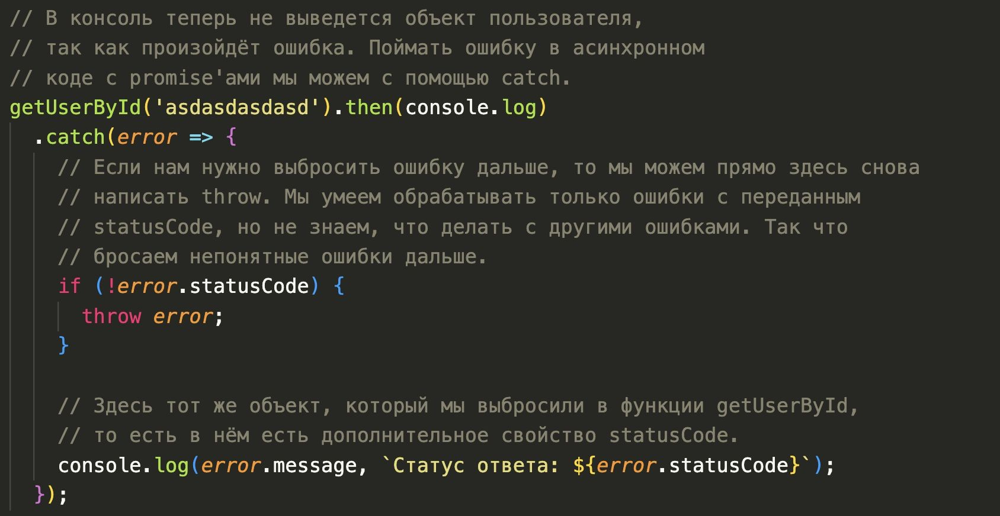 // В консоль теперь не выведется объект пользователя,
// так как произойдёт ошибка. Поймать ошибку в асинхронном
// коде с promise'ами мы можем с помощью catch.
getUserById('asdasdasdasd').then(console.log)
  .catch(error => {
    // Если нам нужно выбросить ошибку дальше, то мы можем прямо здесь снова
    // написать throw. Мы умеем обрабатывать только ошибки с переданным
    // statusCode, но не знаем, что делать с другими ошибками. Так что
    // бросаем непонятные ошибки дальше.
    if (!error.statusCode) {
      throw error;
    }
    // Здесь тот же объект, который мы выбросили в функции getUserById,
    // то есть в нём есть дополнительное свойство statusCode.
    console.log(error.message, `Статус ответа: ${error.statusCode}`);
  });